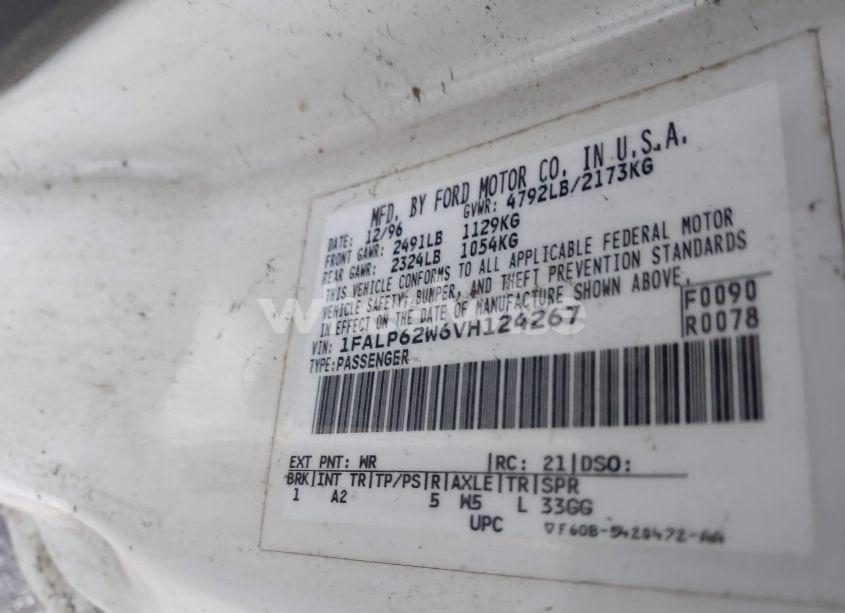 MFD. BY FORD MOTOR CO. IN U.S.A.
DATE: 12/96 GVWR: 4792LB/2173KG
FRONT GAWR: 2491LB 1129KG
REAR GAWR: 2324LB 1054KG
THIS VEHICLE CONFORMS TO ALL APPLICABLE FEDERAL MOTOR
VEHICLE SAFETY, BUMPER, AND THEFT PREVENTION STANDARDS
IN EFFECT ON THE DATE OF MANUFACTURE SHOWN ABOVE.
VIN: 1FALP62W6VH124267 F0090
TYPE: PASSENGER R0078
EXT PNT: WR RC: 21 DSO:
BRK INT TR TP/PS R AXLE TR SPR
1 A2 5 W5 L 33GG
UPC F60B-5420472-AA